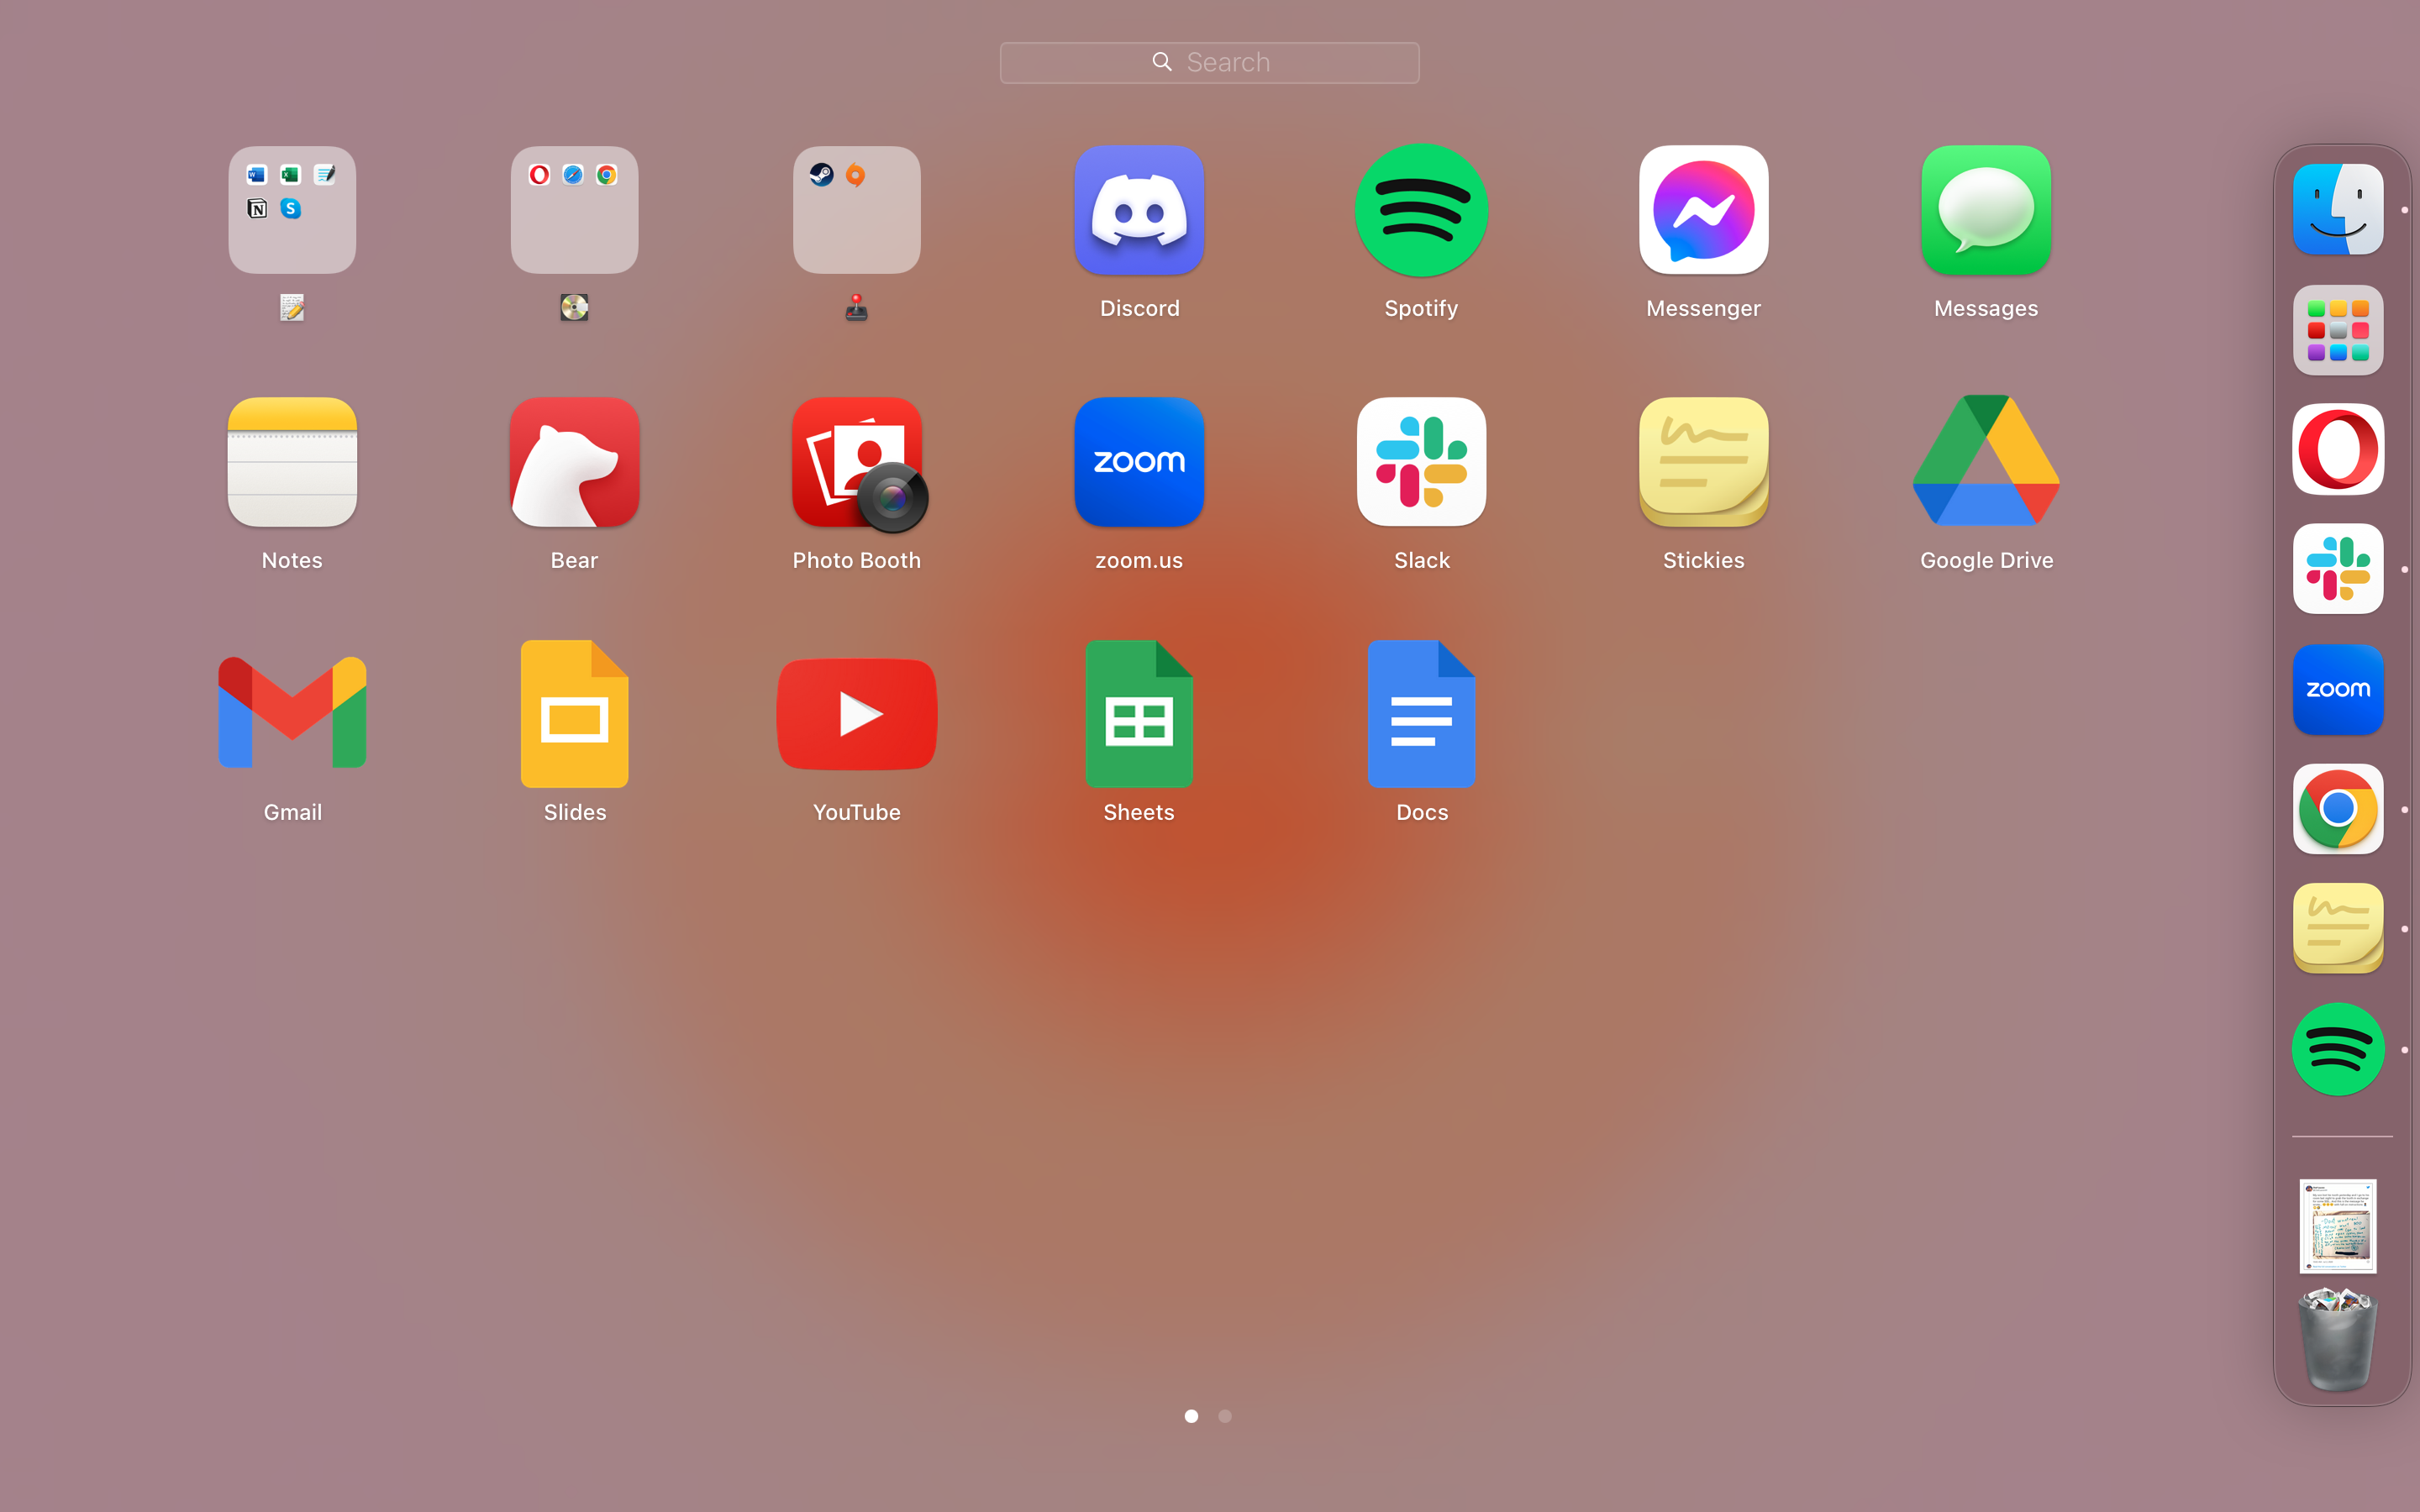 Search
Discord
Spotify
Messenger
Messages
Notes
Bear
Photo Booth
zoom
zoom.us
Slack
Stickies
Google Drive
Gmail
Slides
YouTube
Sheets
Docs
zoom